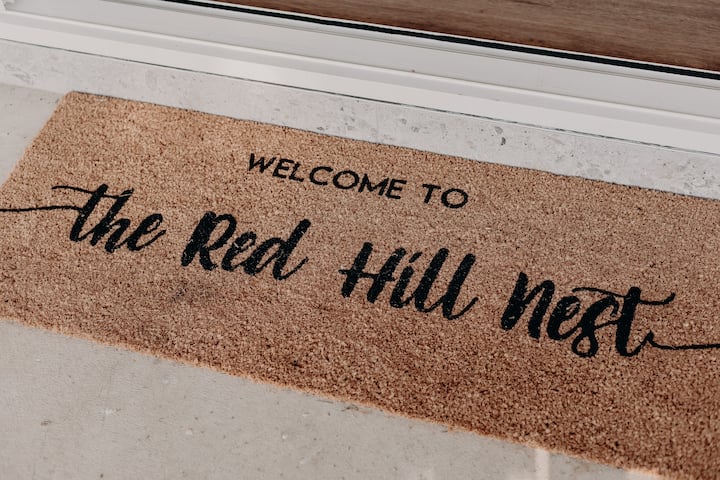 WELCOME TO
the Red Hill Nest